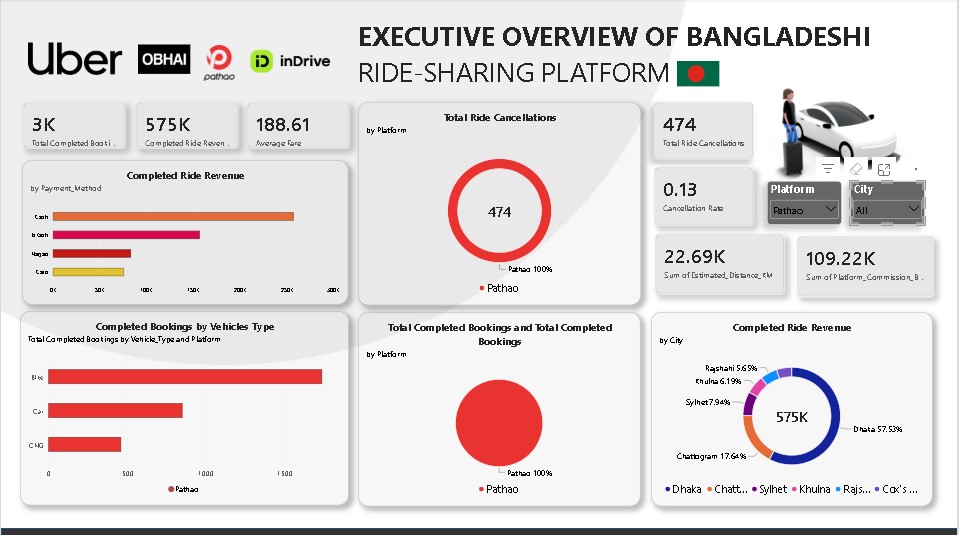 Uber
OBHAI
pathao
iD inDrive
EXECUTIVE OVERVIEW OF BANGLADESHI
RIDE-SHARING PLATFORM
3K
Total Completed Booki..
575K
Completed Ride Reven..
188.61
Average Fare
Completed Ride Revenue
by Payment_Method
Cash
bKash
Nagad
Card
0K 50K 100K 150K 200K 250K 300K
Total Ride Cancellations
by Platform
474
Pathao 100%
Pathao
474
Total Ride Cancellations
0.13
Cancellation Rate
22.69K
Sum of Estimated_Distance_KM
109.22K
Sum of Platform_Commission_B..
Platform
Pathao
City
All
Completed Bookings by Vehicles Type
Total Completed Bookings by Vehicle_Type and Platform
Bike
Car
CNG
0 500 1000 1500
Pathao
Total Completed Bookings and Total Completed
Bookings
by Platform
Pathao 100%
Pathao
Completed Ride Revenue
by City
Rajshahi 5.65%
Khulna 6.19%
Sylhet 7.94%
Chattogram 17.64%
575K
Dhaka 57.53%
Dhaka Chatt... Sylhet Khulna Rajs... Cox's ...